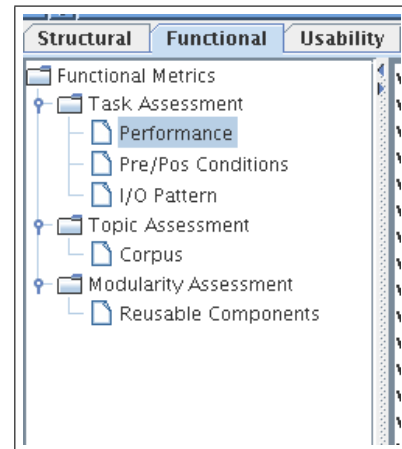 Structural Functional Usability
Functional Metrics
Task Assessment
Performance
Pre/Pos Conditions
I/O Pattern
Topic Assessment
Corpus
Modularity Assessment
Reusable Components